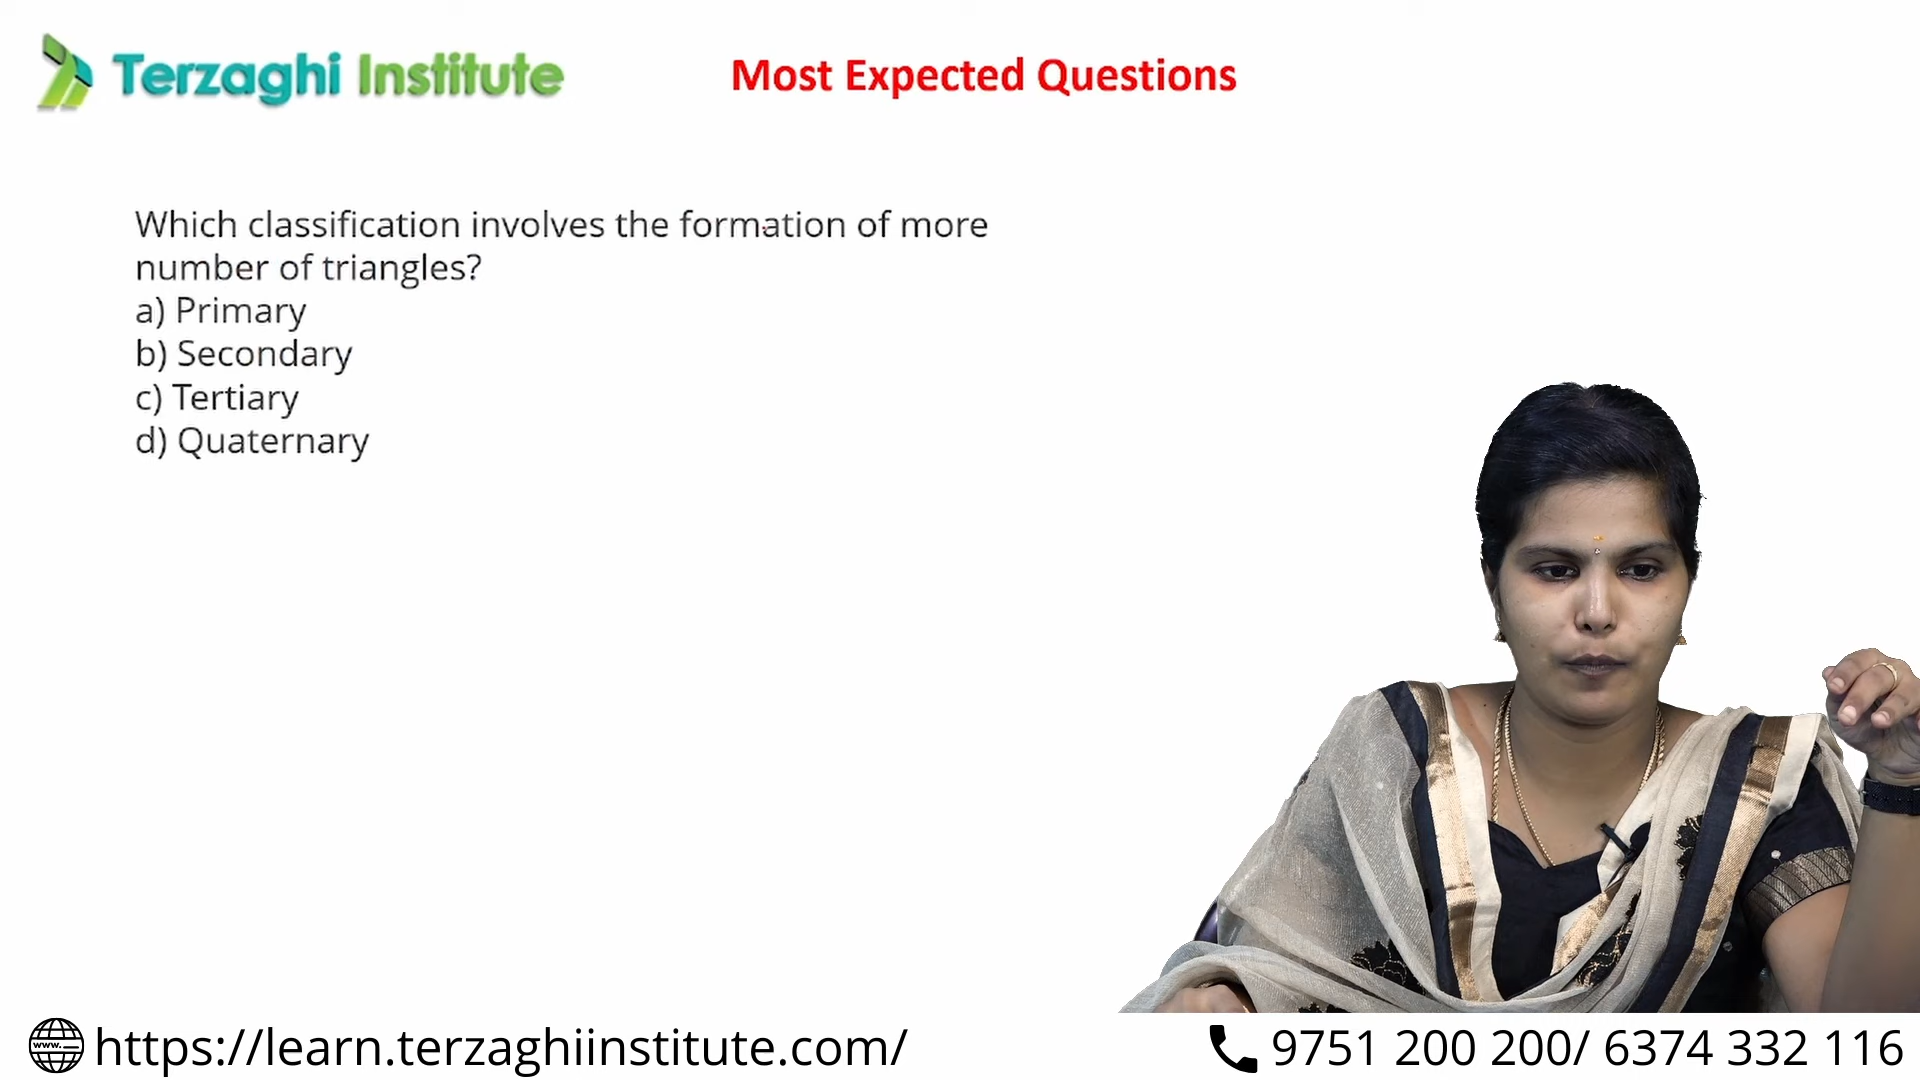 Terzaghi Institute
Most Expected Questions
Which classification involves the formation of more
number of triangles?
a) Primary
b) Secondary
c) Tertiary
d) Quaternary
www.
https://learn.terzaghiinstitute.com/
9751 200 200/ 6374 332 116